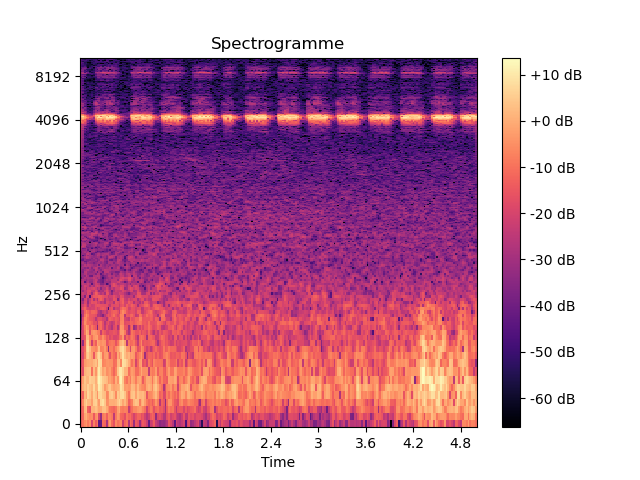 Spectrogramme
Hz
8192
4096
2048
1024
512
256
128
64
0
0 0.6 1.2 1.8 2.4 3 3.6 4.2 4.8
Time
+10 dB
+0 dB
-10 dB
-20 dB
-30 dB
-40 dB
-50 dB
-60 dB